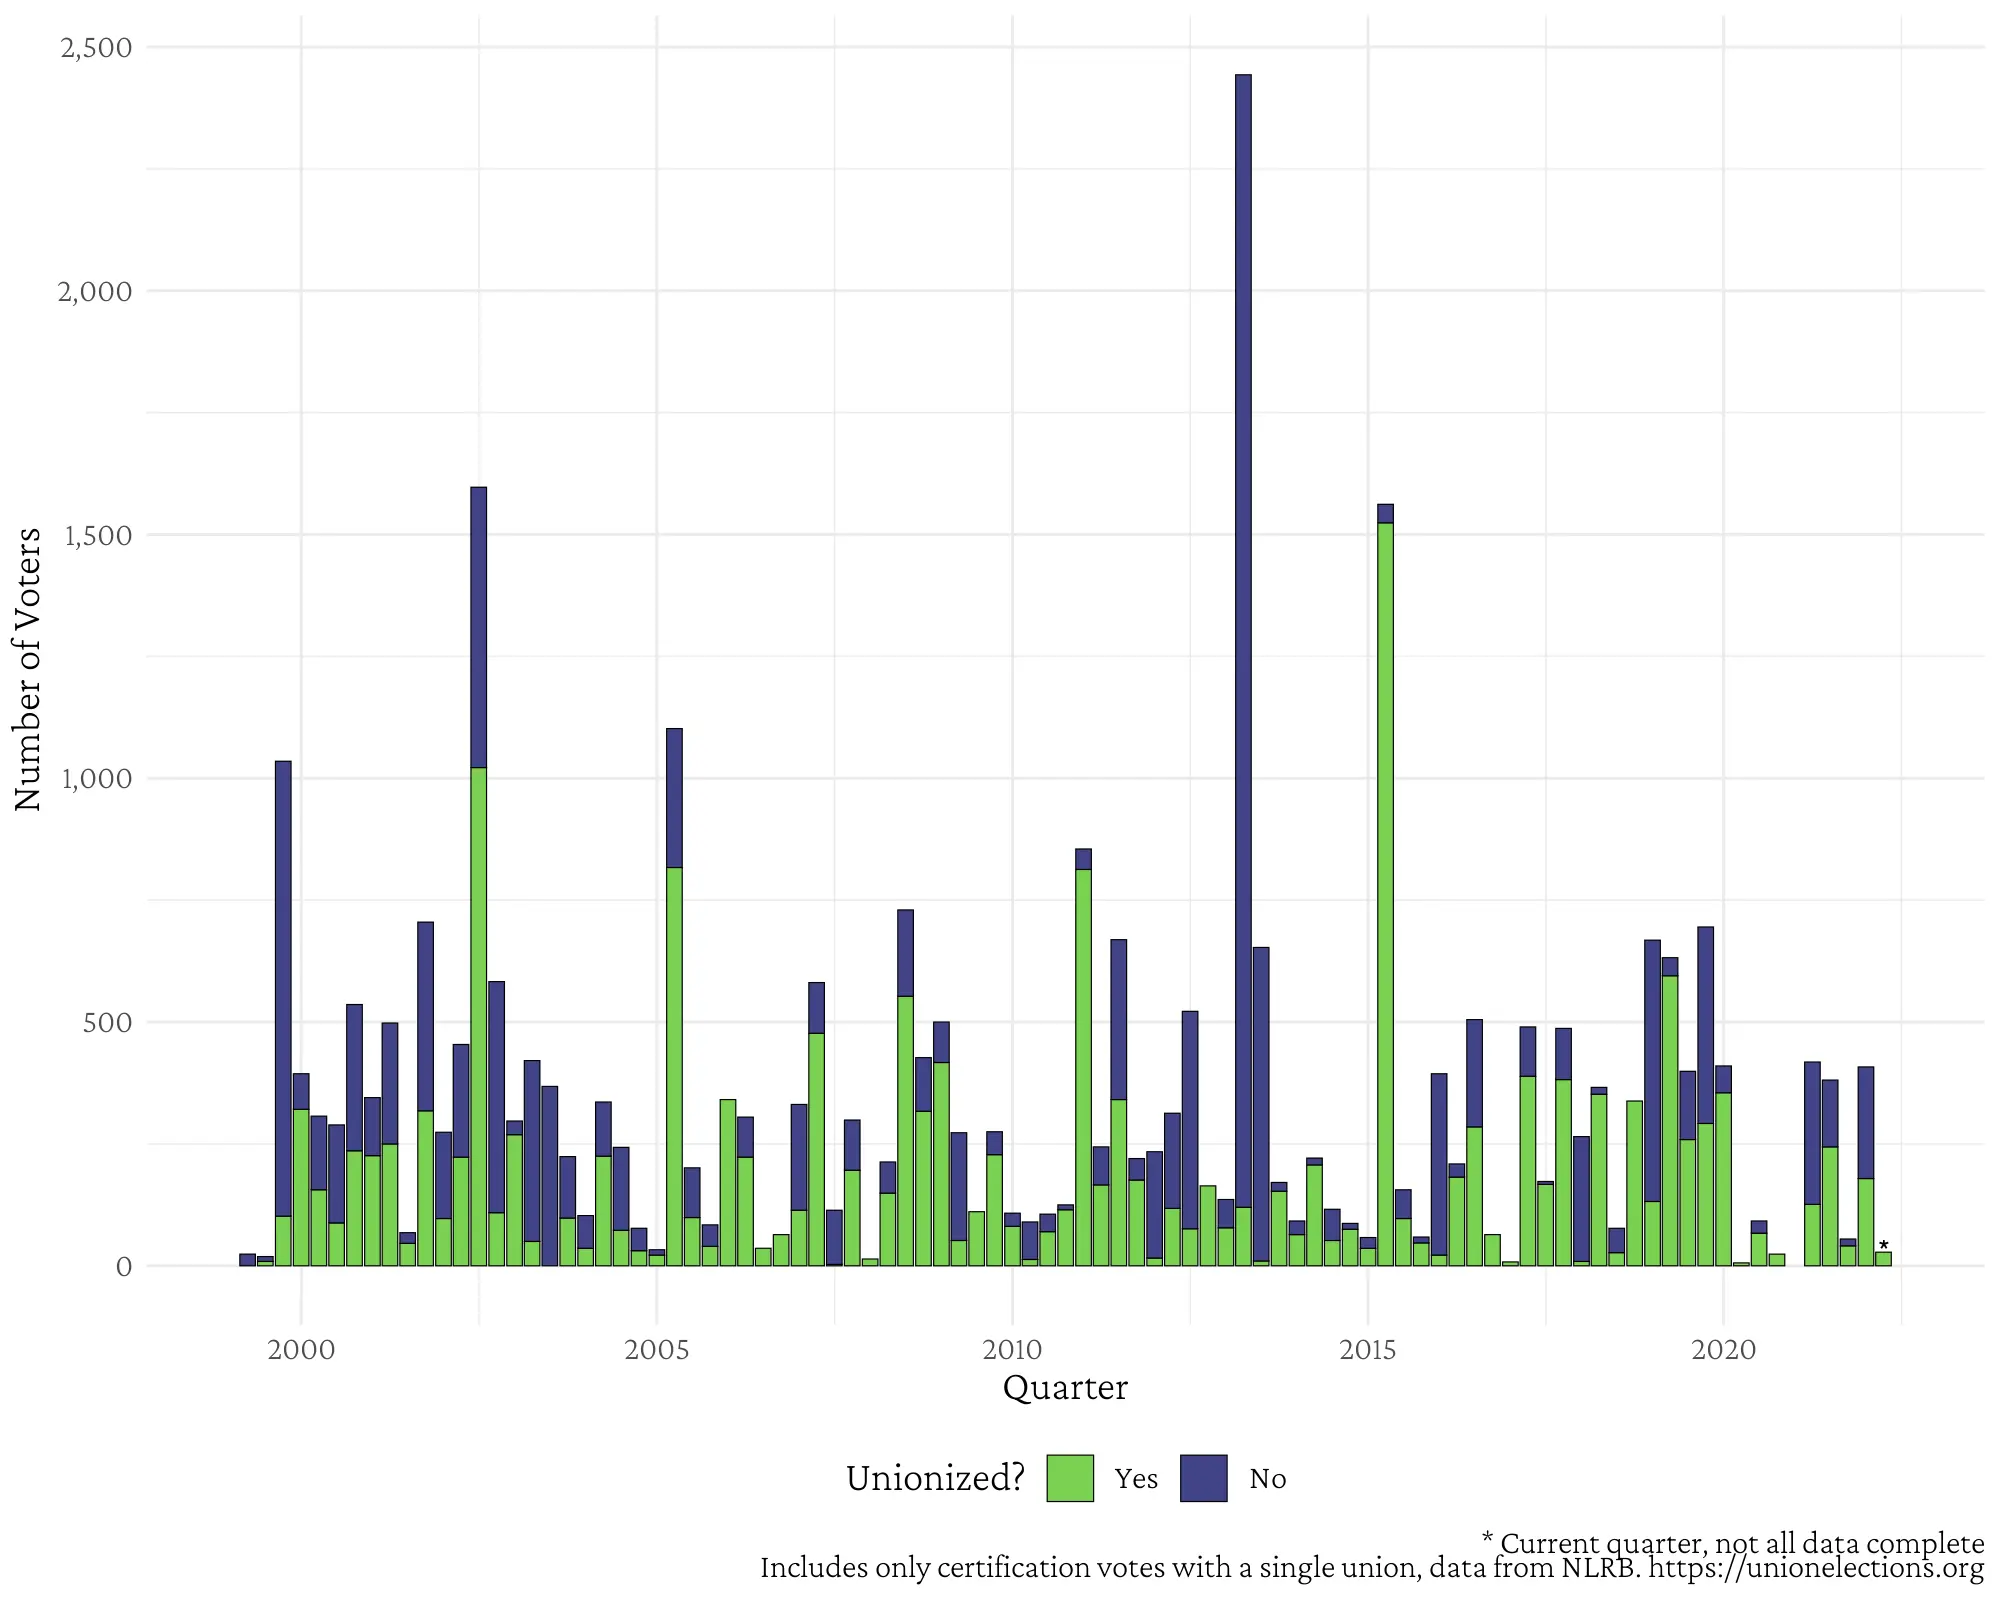 2,500
2,000
1,500
1,000
500
0
Number of Voters
2000 2005 2010 2015 2020
*
Quarter
Unionized? Yes No
* Current quarter, not all data complete
Includes only certification votes with a single union, data from NLRB. https://unionelections.org